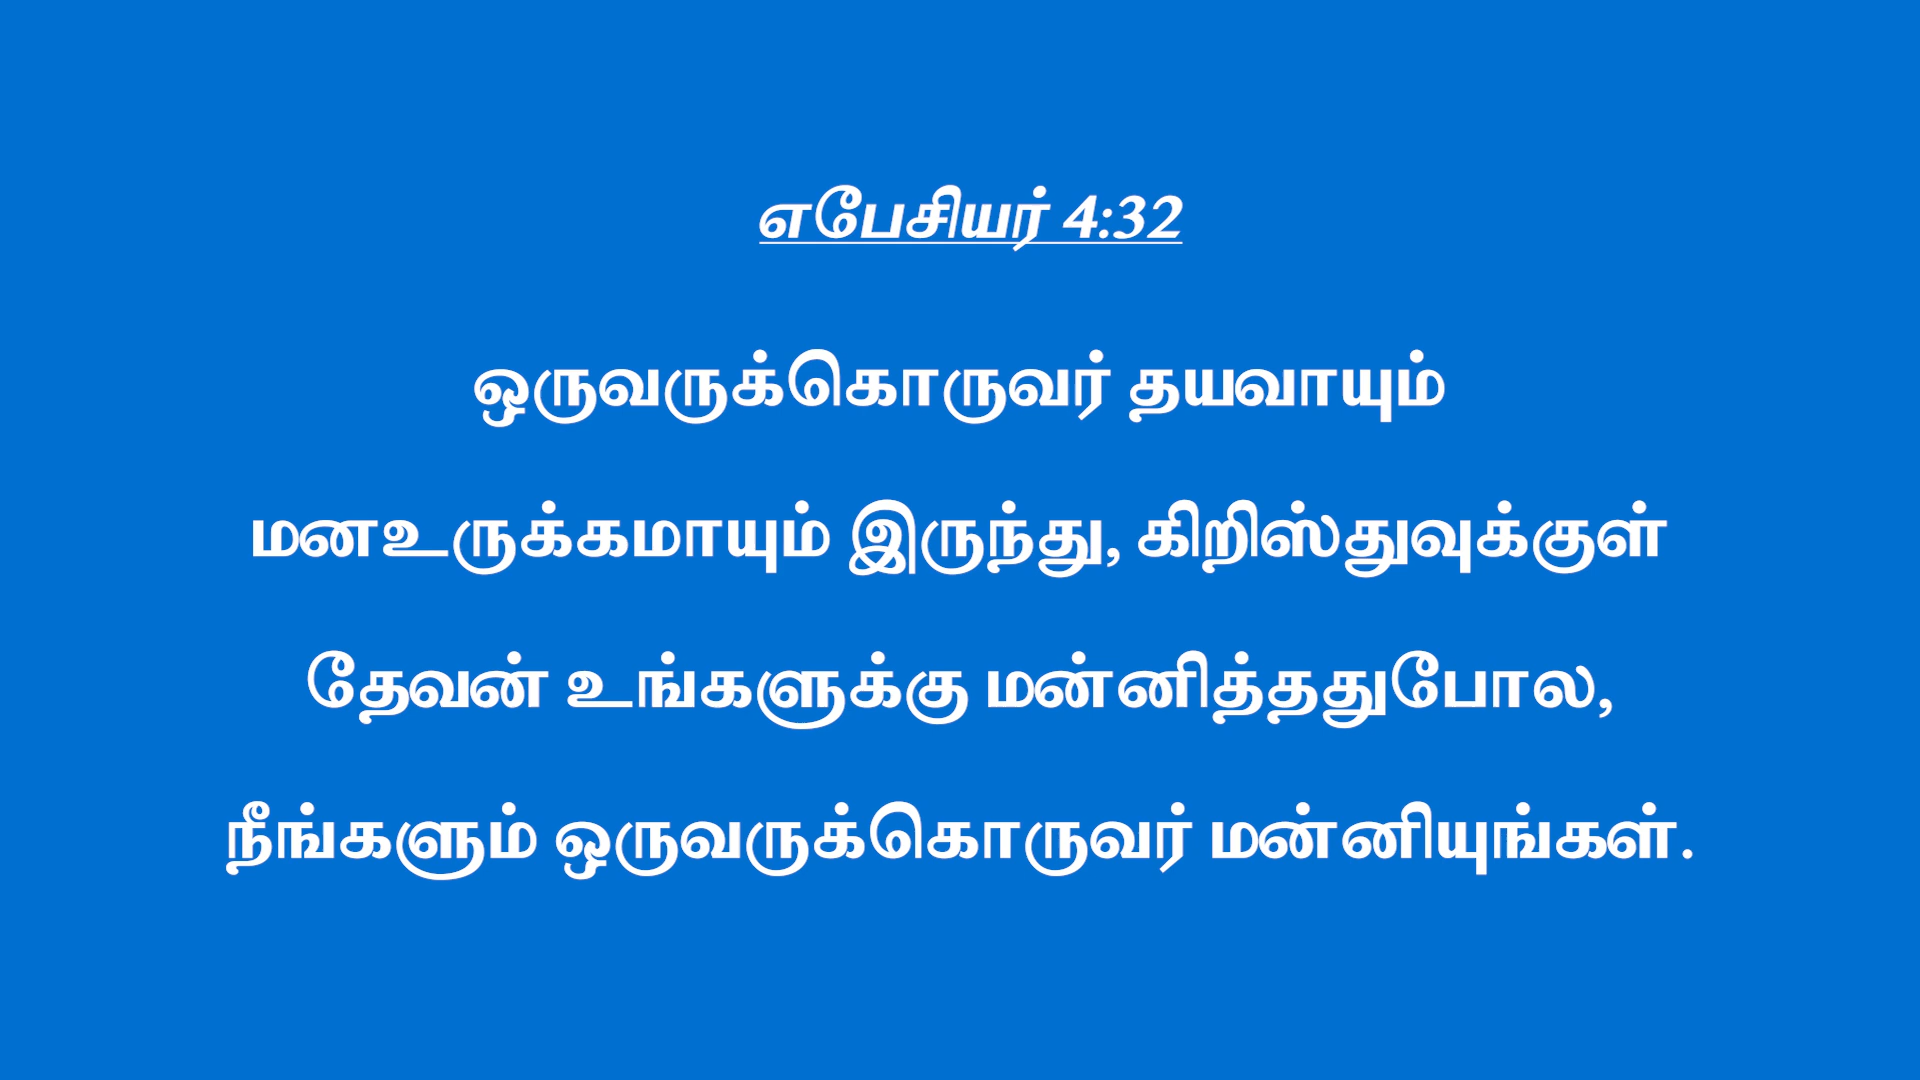 எபேசியர் 4:32
ஒருவருக்கொருவர் தயவாயும்
மனஉருக்கமாயும் இருந்து, கிறிஸ்துவுக்குள்
தேவன் உங்களுக்கு மன்னித்ததுபோல,
நீங்களும் ஒருவருக்கொருவர் மன்னியுங்கள்.